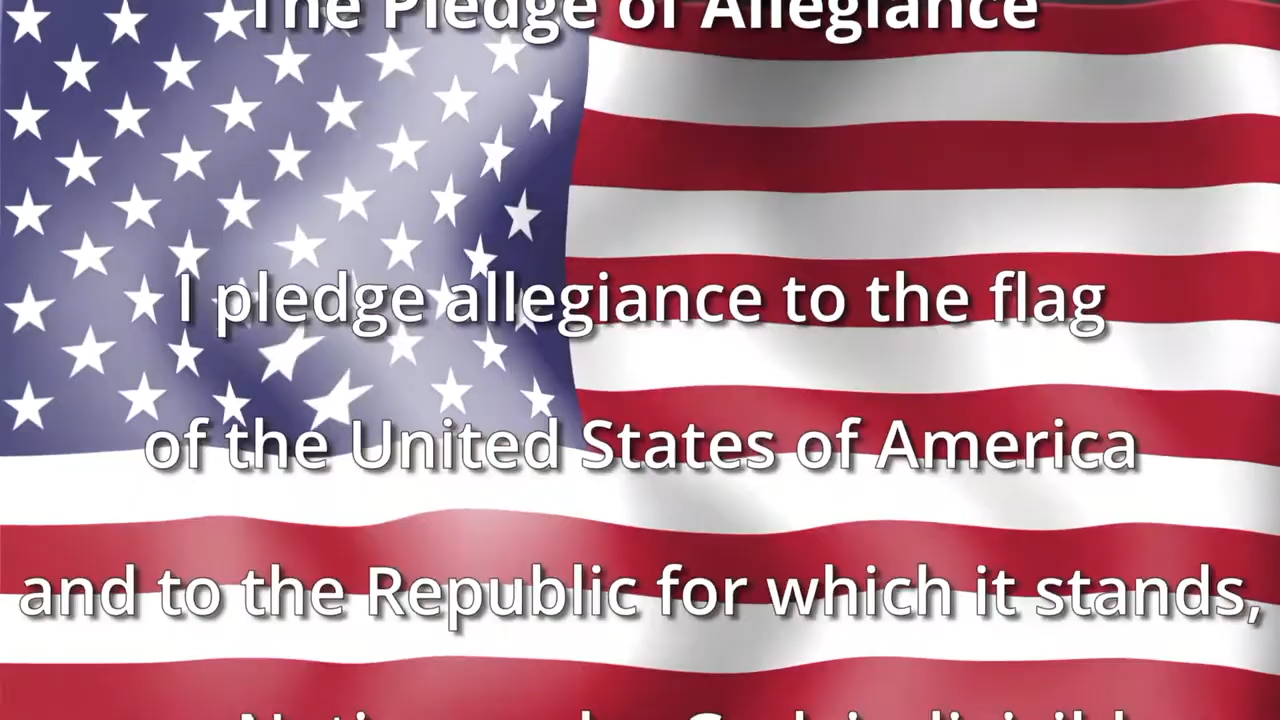 The Pledge of Allegiance
I pledge allegiance to the flag
of the United States of America
and to the Republic for which it stands,